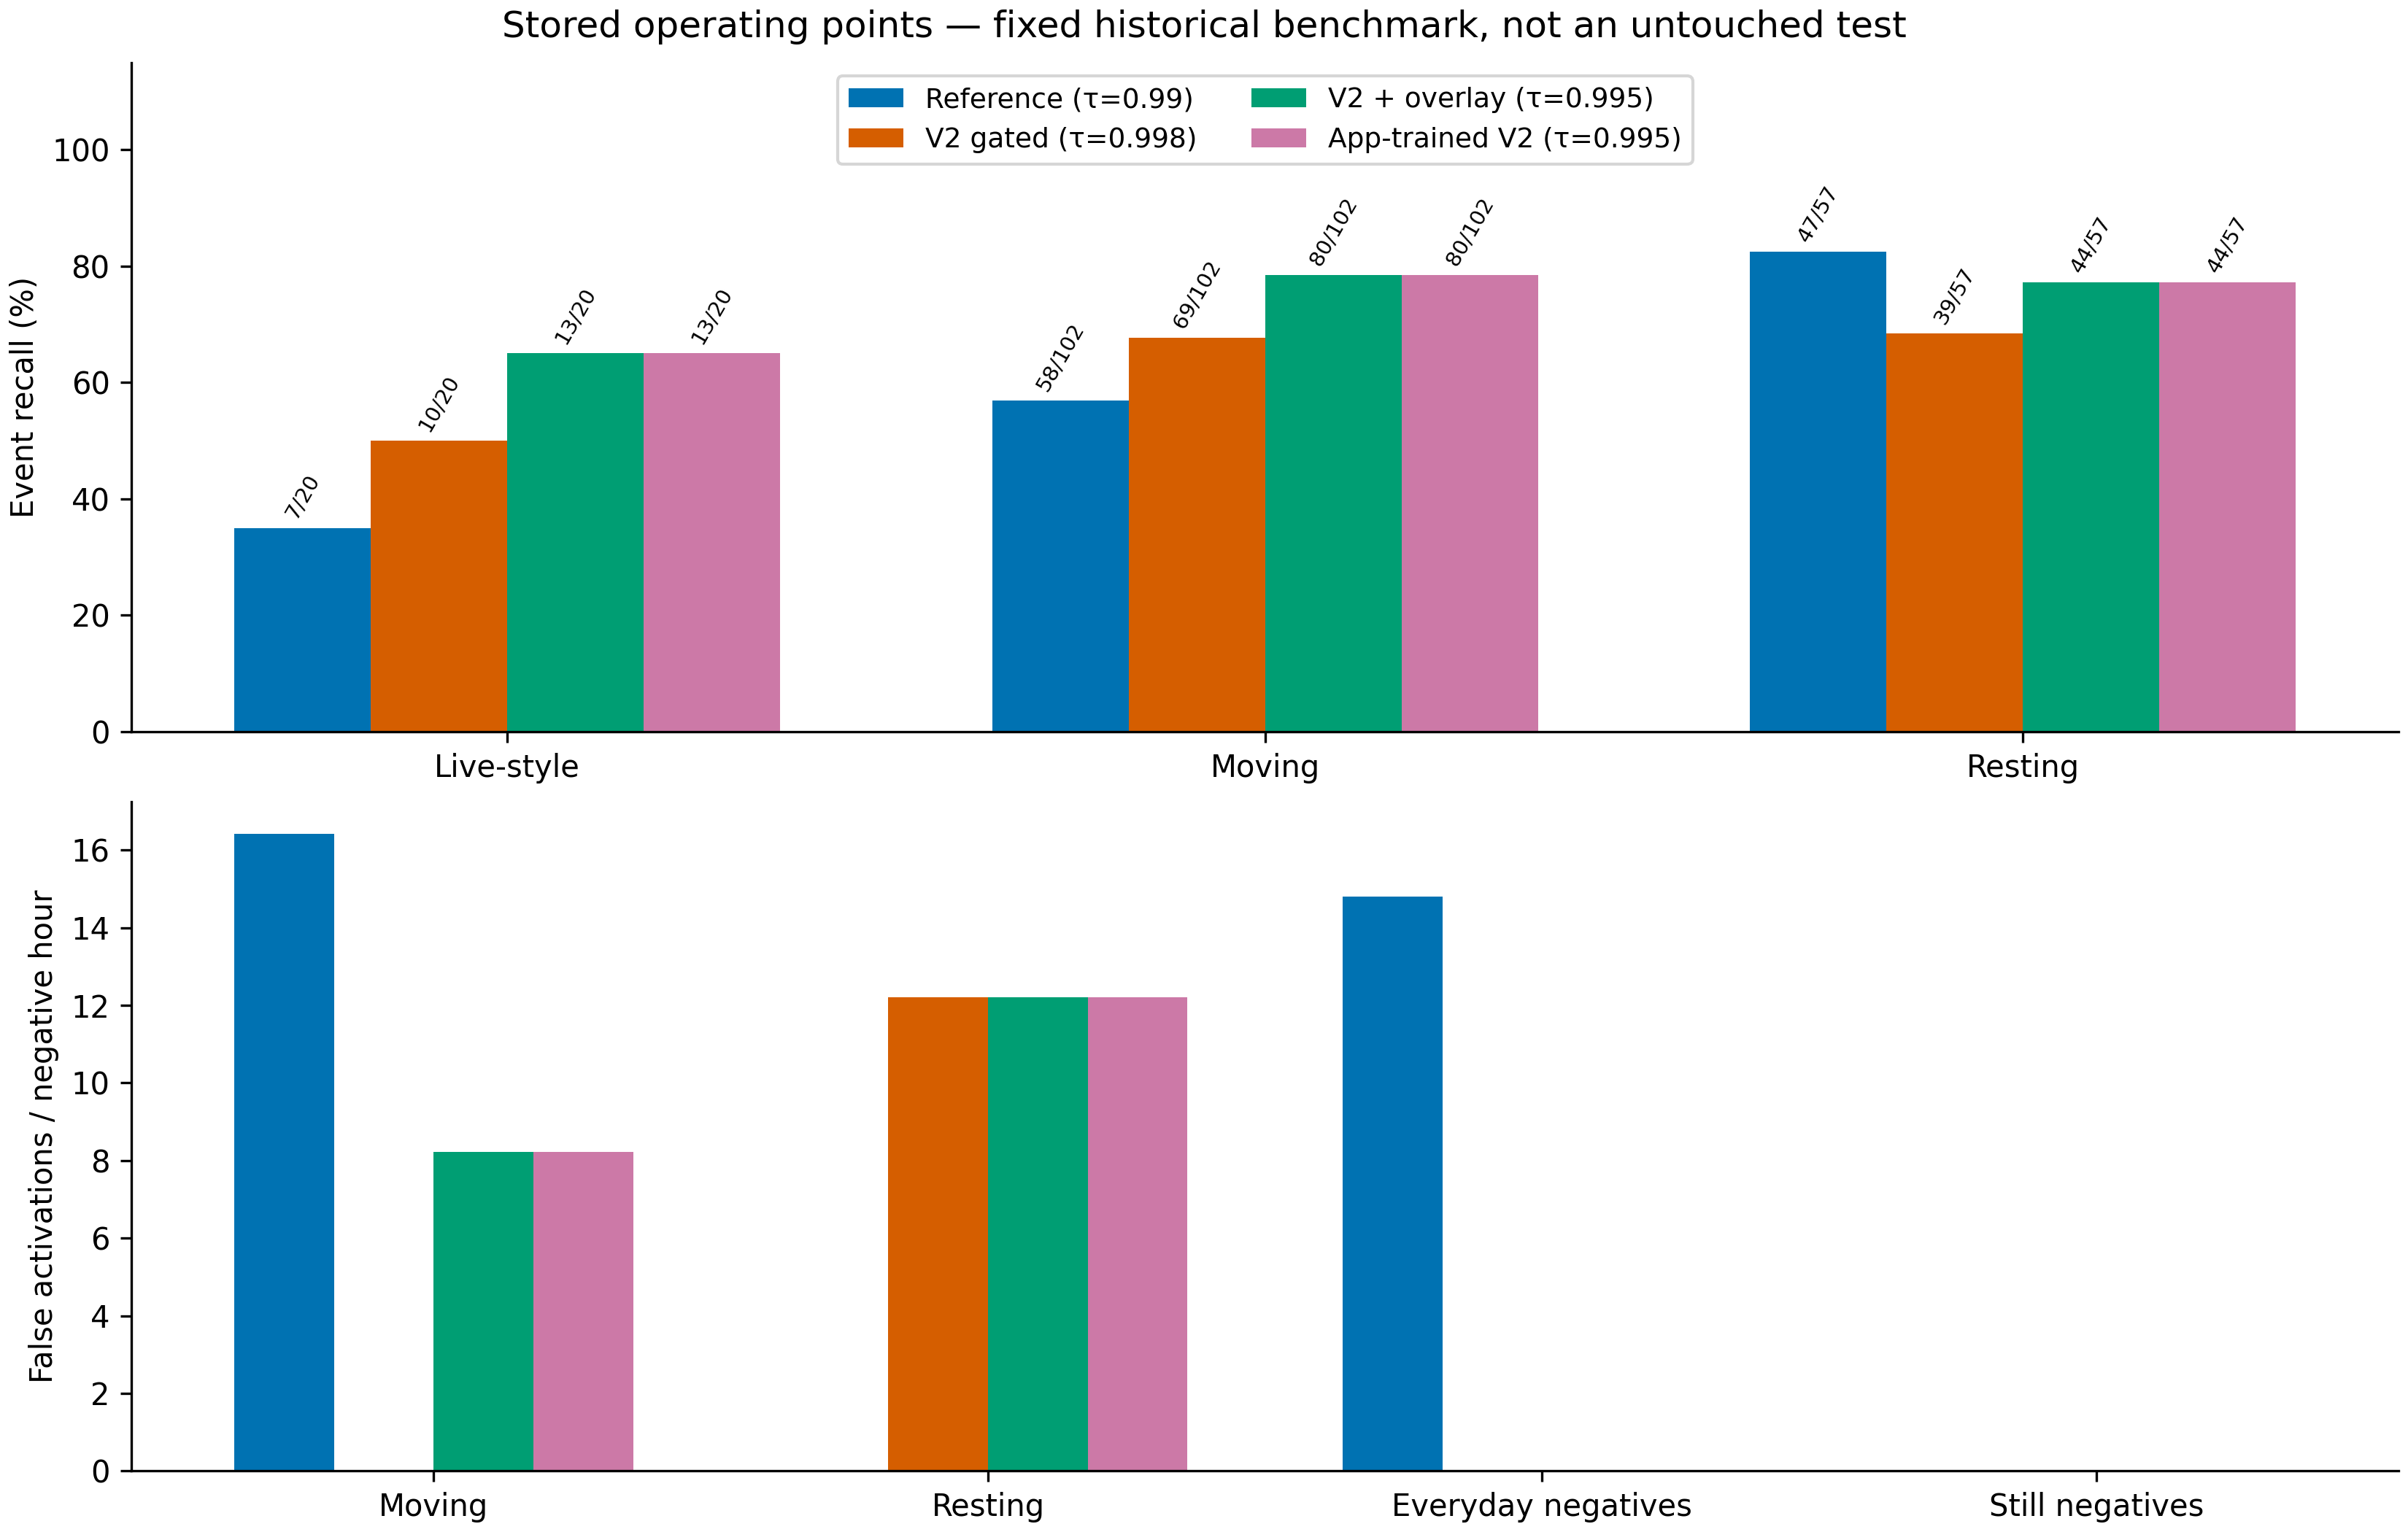 Stored operating points — fixed historical benchmark, not an untouched test
Reference (τ=0.99)
V2 gated (τ=0.998)
V2 + overlay (τ=0.995)
App-trained V2 (τ=0.995)
Event recall (%)
100
80
60
40
20
0
7/20
10/20
13/20
13/20
58/102
69/102
80/102
80/102
47/57
39/57
44/57
44/57
Live-style
Moving
Resting
False activations / negative hour
16
14
12
10
8
6
4
2
0
Moving
Resting
Everyday negatives
Still negatives